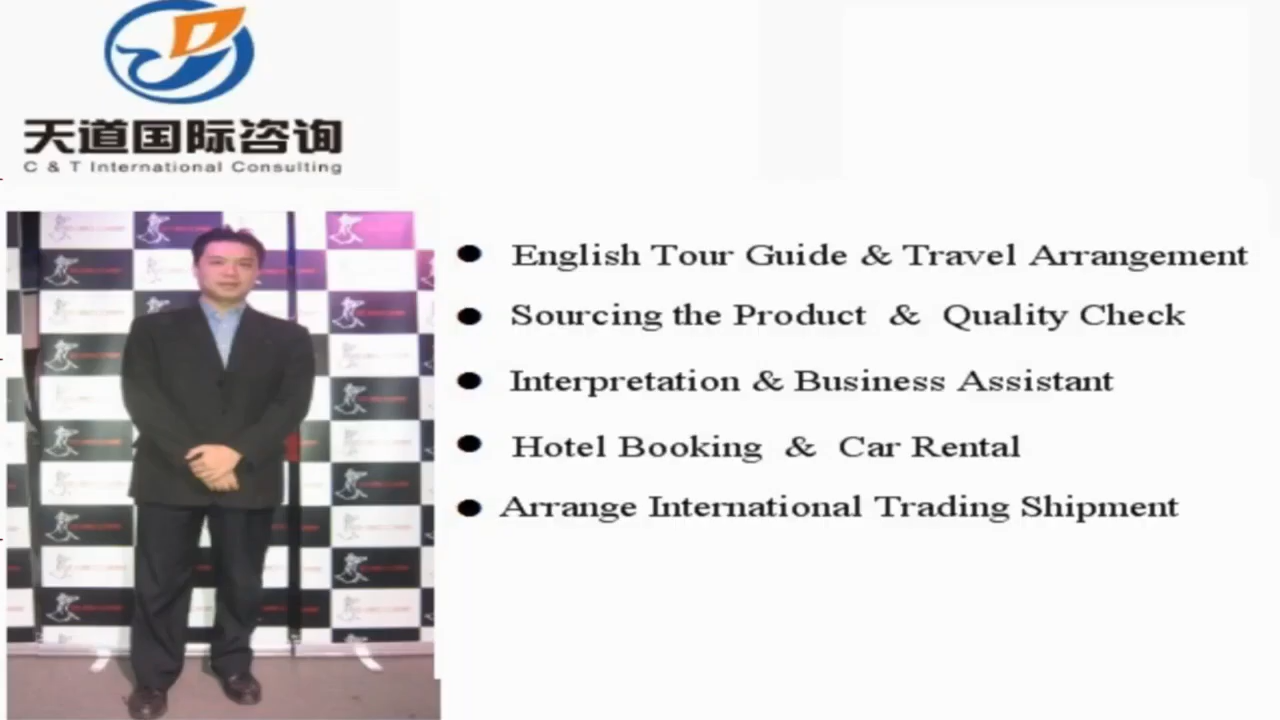 天道国际咨询
C & T International Consulting
English Tour Guide & Travel Arrangement
Sourcing the Product & Quality Check
Interpretation & Business Assistant
Hotel Booking & Car Rental
Arrange International Trading Shipment